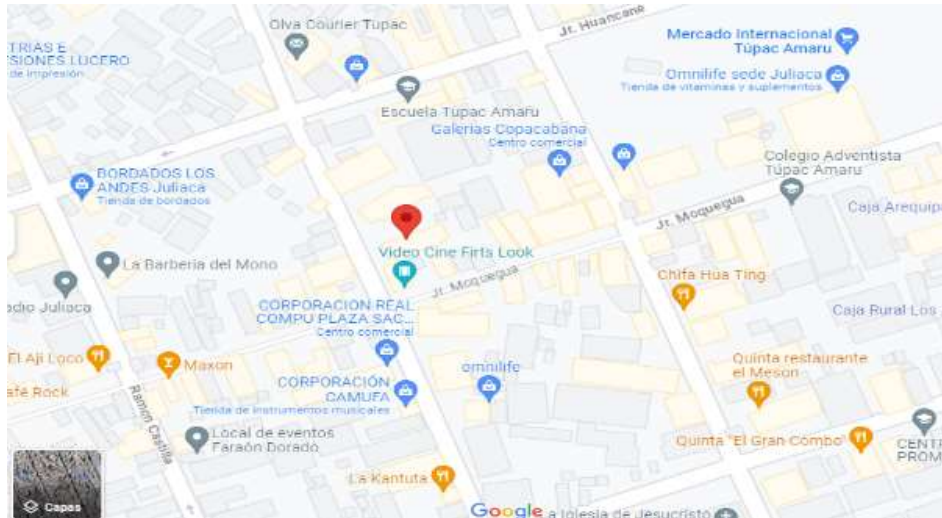 Olva Courier Tupac
Jr. Huancane
Mercado Internacional
Túpac Amaru
TRIAS E
SIONES LUCERO
de impresión
Omnilife sede Juliaca
Tienda de vitaminas y suplementos
Escuela Tupac Amaru
Galerias Copacabana
Centro comercial
Colegio Adventista
Túpac Amaru
BORDADOS LOS
ANDES Juliaca
Tienda de bordados
Caja Arequip
Jr. Moquegua
Video Cine Firts Look
La Barberia del Mono
Jr. Moquegua
Chifa Hua Ting
adio Juliaca
CORPORACION REAL
COMPU PLAZA SAC...
Centro comercial
Caja Rural Los
El Aji Loco
Maxon
omnilife
Quinta restaurante
el Meson
afé Rock
CORPORACIÓN
CAMUFA
Tienda de instrumentos musicales
Ramon Castilla
Local de eventos
Faraón Dorado
Quinta "El Gran Combo"
CENT
PROM
La Kantuta
Capas
Google
a Iglesia de Jesucristo